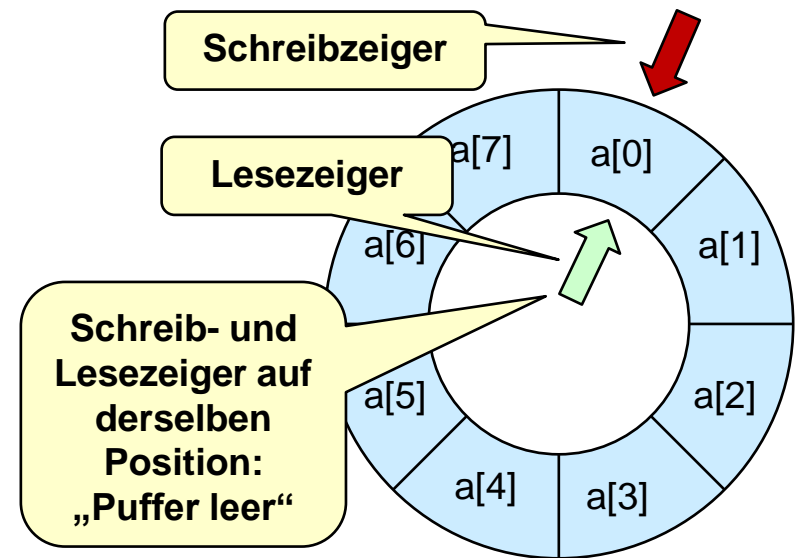 Schreibzeiger
Lesezeiger
a[7]
a[0]
a[6]
a[1]
Schreib- und
Lesezeiger auf
derselben
Position:
„Puffer leer“
a[5]
a[2]
a[4]
a[3]